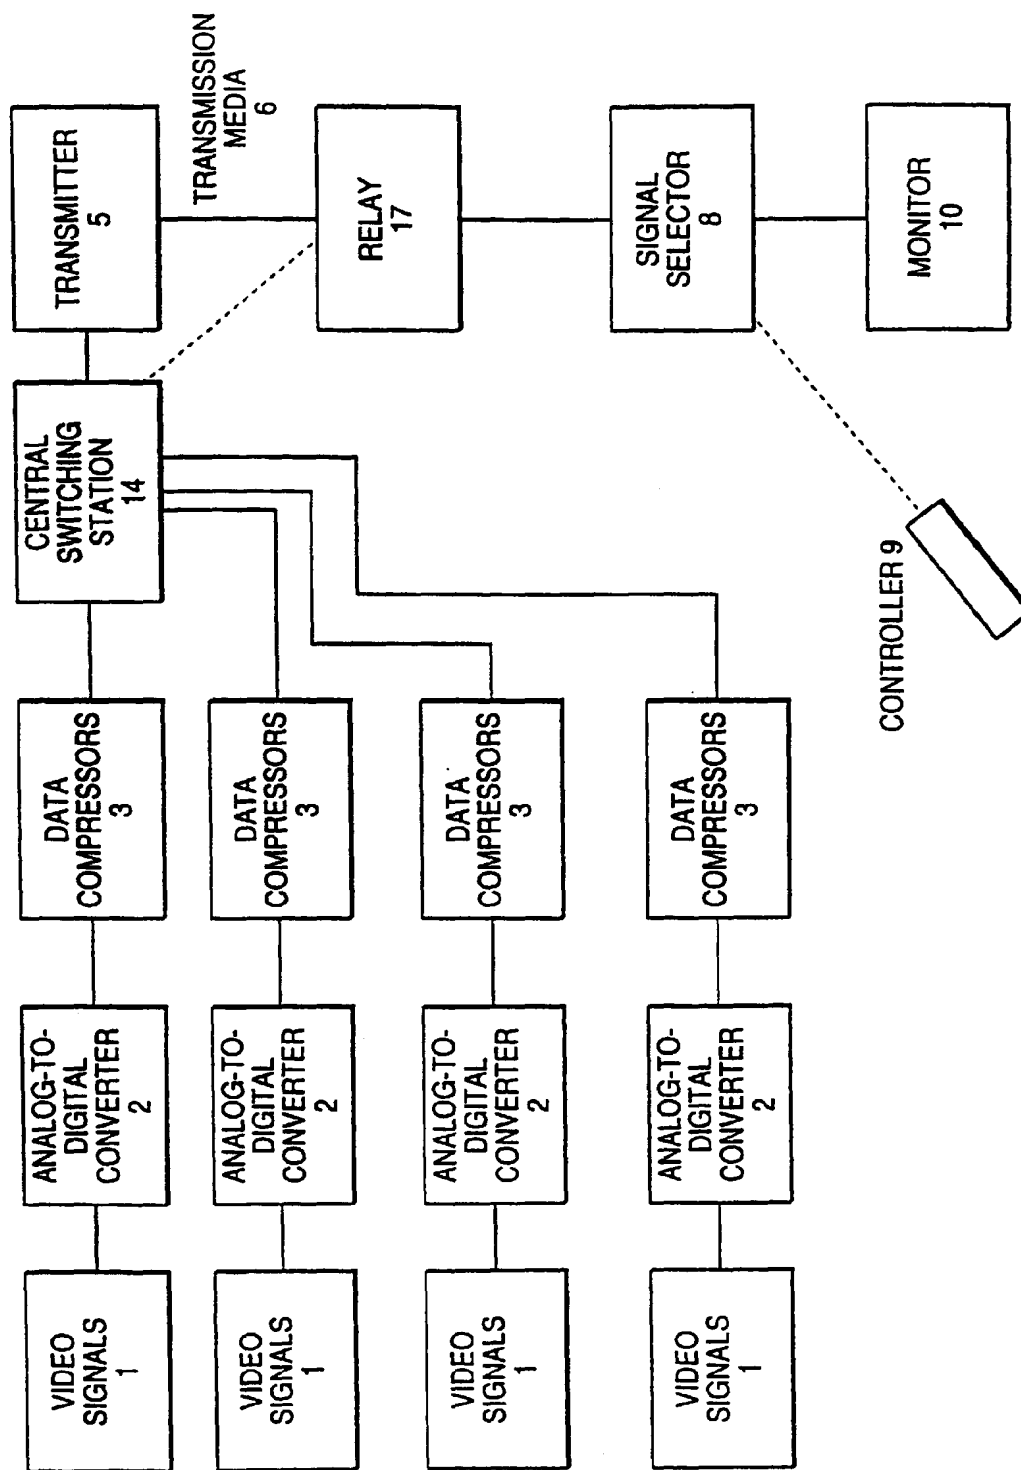 VIDEO
SIGNALS
1
ANALOG-TO-
DIGITAL
CONVERTER
2
DATA
COMPRESSORS
3
CENTRAL
SWITCHING
STATION
14
TRANSMITTER
5
VIDEO
SIGNALS
1
ANALOG-TO-
DIGITAL
CONVERTER
2
DATA
COMPRESSORS
3
TRANSMISSION
MEDIA
6
VIDEO
SIGNALS
1
ANALOG-TO-
DIGITAL
CONVERTER
2
DATA
COMPRESSORS
3
RELAY
17
VIDEO
SIGNALS
1
ANALOG-TO-
DIGITAL
CONVERTER
2
DATA
COMPRESSORS
3
SIGNAL
SELECTOR
8
CONTROLLER 9
MONITOR
10